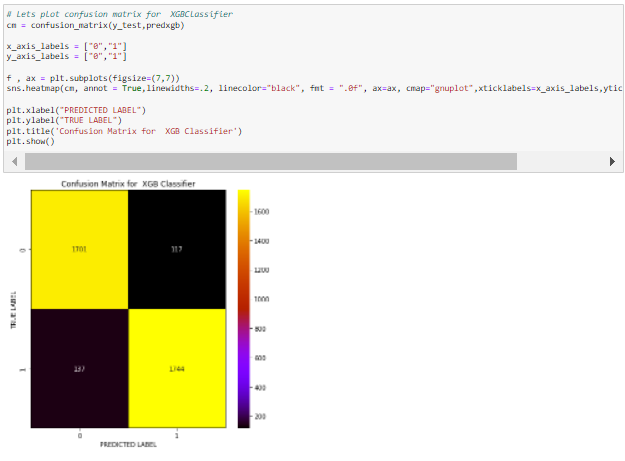 # Lets plot confusion matrix for  XGBClassifier
cm = confusion_matrix(y_test,predxgb)
x_axis_labels = ["0","1"]
y_axis_labels = ["0","1"]
f , ax = plt.subplots(figsize=(7,7))
sns.heatmap(cm, annot = True,linewidths=.2, linecolor="black", fmt = ".0f", ax=ax, cmap="gnuplot",xticklabels=x_axis_labels,ytic
plt.xlabel("PREDICTED LABEL")
plt.ylabel("TRUE LABEL")
plt.title('Confusion Matrix for  XGB Classifier')
plt.show()
Confusion Matrix for  XGB Classifier
TRUE LABEL
0
1701
117
1
137
1744
0
1
PREDICTED LABEL
1600
1400
1200
1000
800
600
400
200